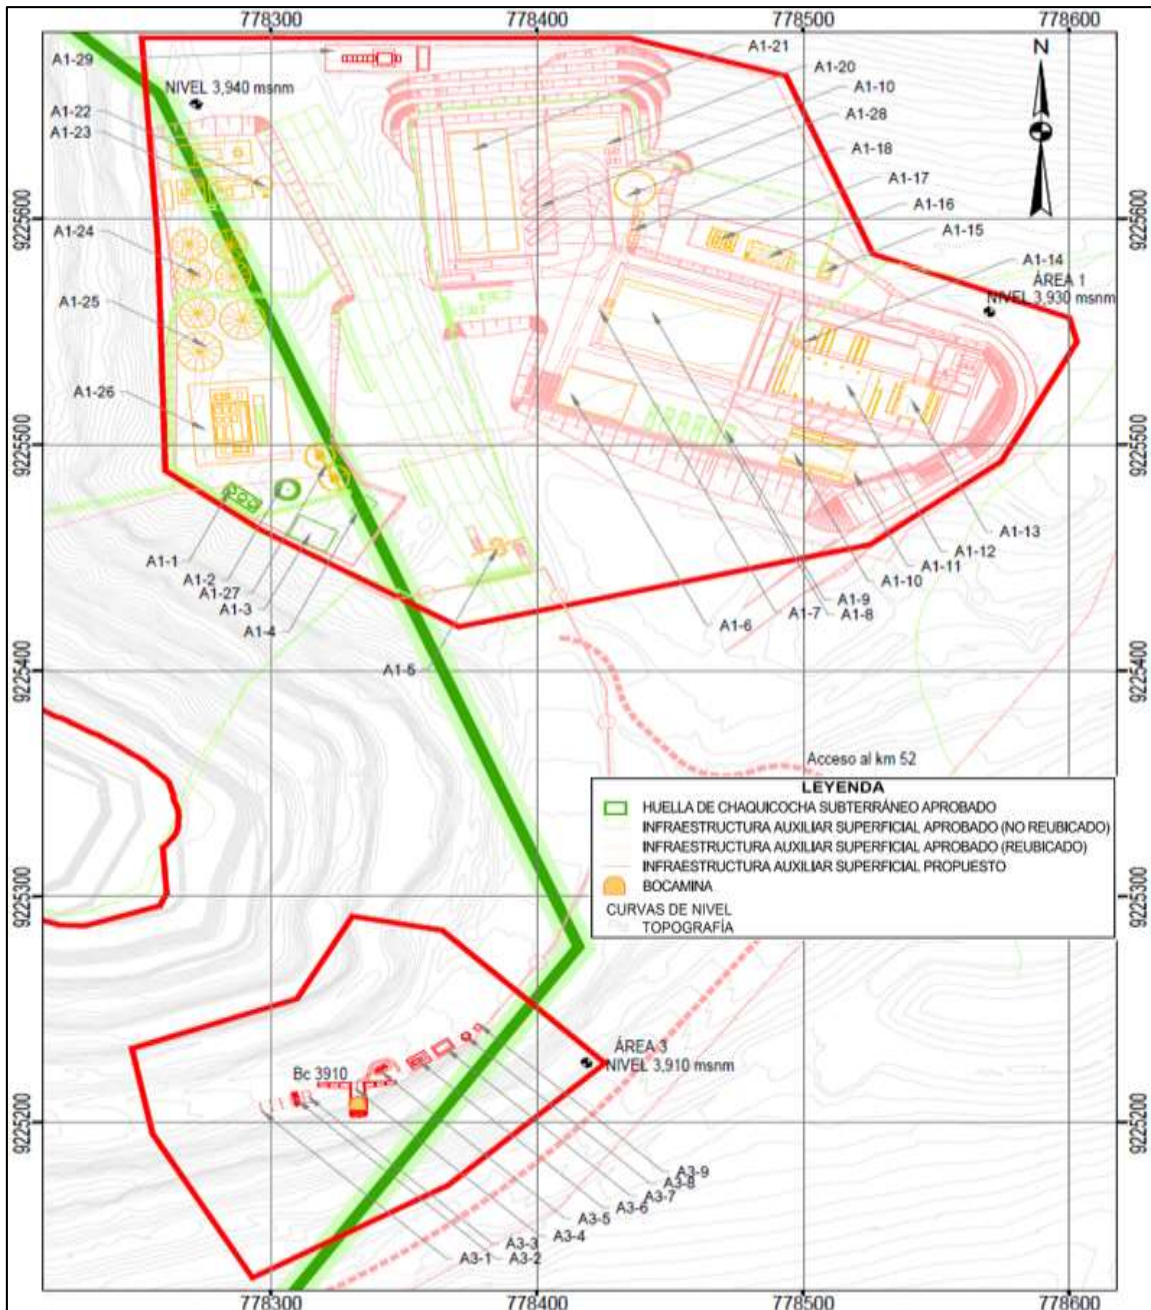 778300
778400
778500
778600
A1-29
NIVEL 3,940 msnm
A1-22
A1-23
A1-24
A1-25
A1-26
A1-21
A1-20
A1-10
A1-28
A1-18
A1-17
A1-16
A1-15
A1-14
N
ÁREA 1
NIVEL 3,930 msnm
9225600
9225600
9225500
9225500
A1-1
A1-2
A1-27
A1-3
A1-4
A1-5
A1-6
A1-7
A1-9
A1-8
A1-10
A1-11
A1-12
A1-13
9225400
9225400
Acceso al km 52
LEYENDA
HUELLA DE CHAQUICOCHA SUBTERRÁNEO APROBADO
INFRAESTRUCTURA AUXILIAR SUPERFICIAL APROBADO (NO REUBICADO)
INFRAESTRUCTURA AUXILIAR SUPERFICIAL APROBADO (REUBICADO)
INFRAESTRUCTURA AUXILIAR SUPERFICIAL PROPUESTO
BOCAMINA
CURVAS DE NIVEL
TOPOGRAFÍA
9225300
9225300
Bc 3910
ÁREA 3
NIVEL 3,910 msnm
9225200
9225200
A3-9
A3-8
A3-7
A3-6
A3-5
A3-4
A3-3
A3-2
A3-1
778300
778400
778500
778600